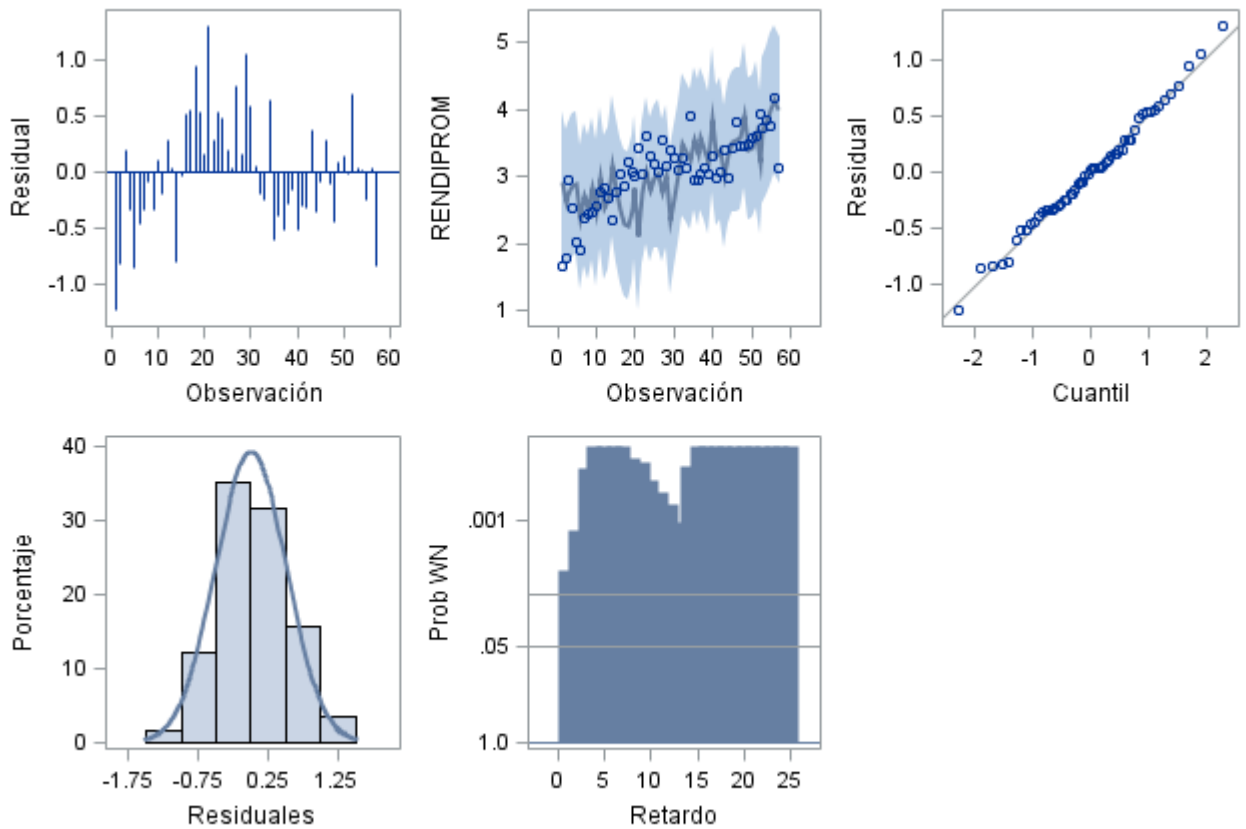 Residual
1.0
0.5
0.0
-0.5
-1.0
0 10 20 30 40 50 60
Observación
RENDIPROM
5
4
3
2
1
0 10 20 30 40 50 60
Observación
Residual
1.0
0.5
0.0
-0.5
-1.0
-2 -1 0 1 2
Cuantil
Porcentaje
40
30
20
10
0
-1.75 -0.75 0.25 1.25
Residuales
Prob WN
.001
.05
1.0
0 5 10 15 20 25
Retardo